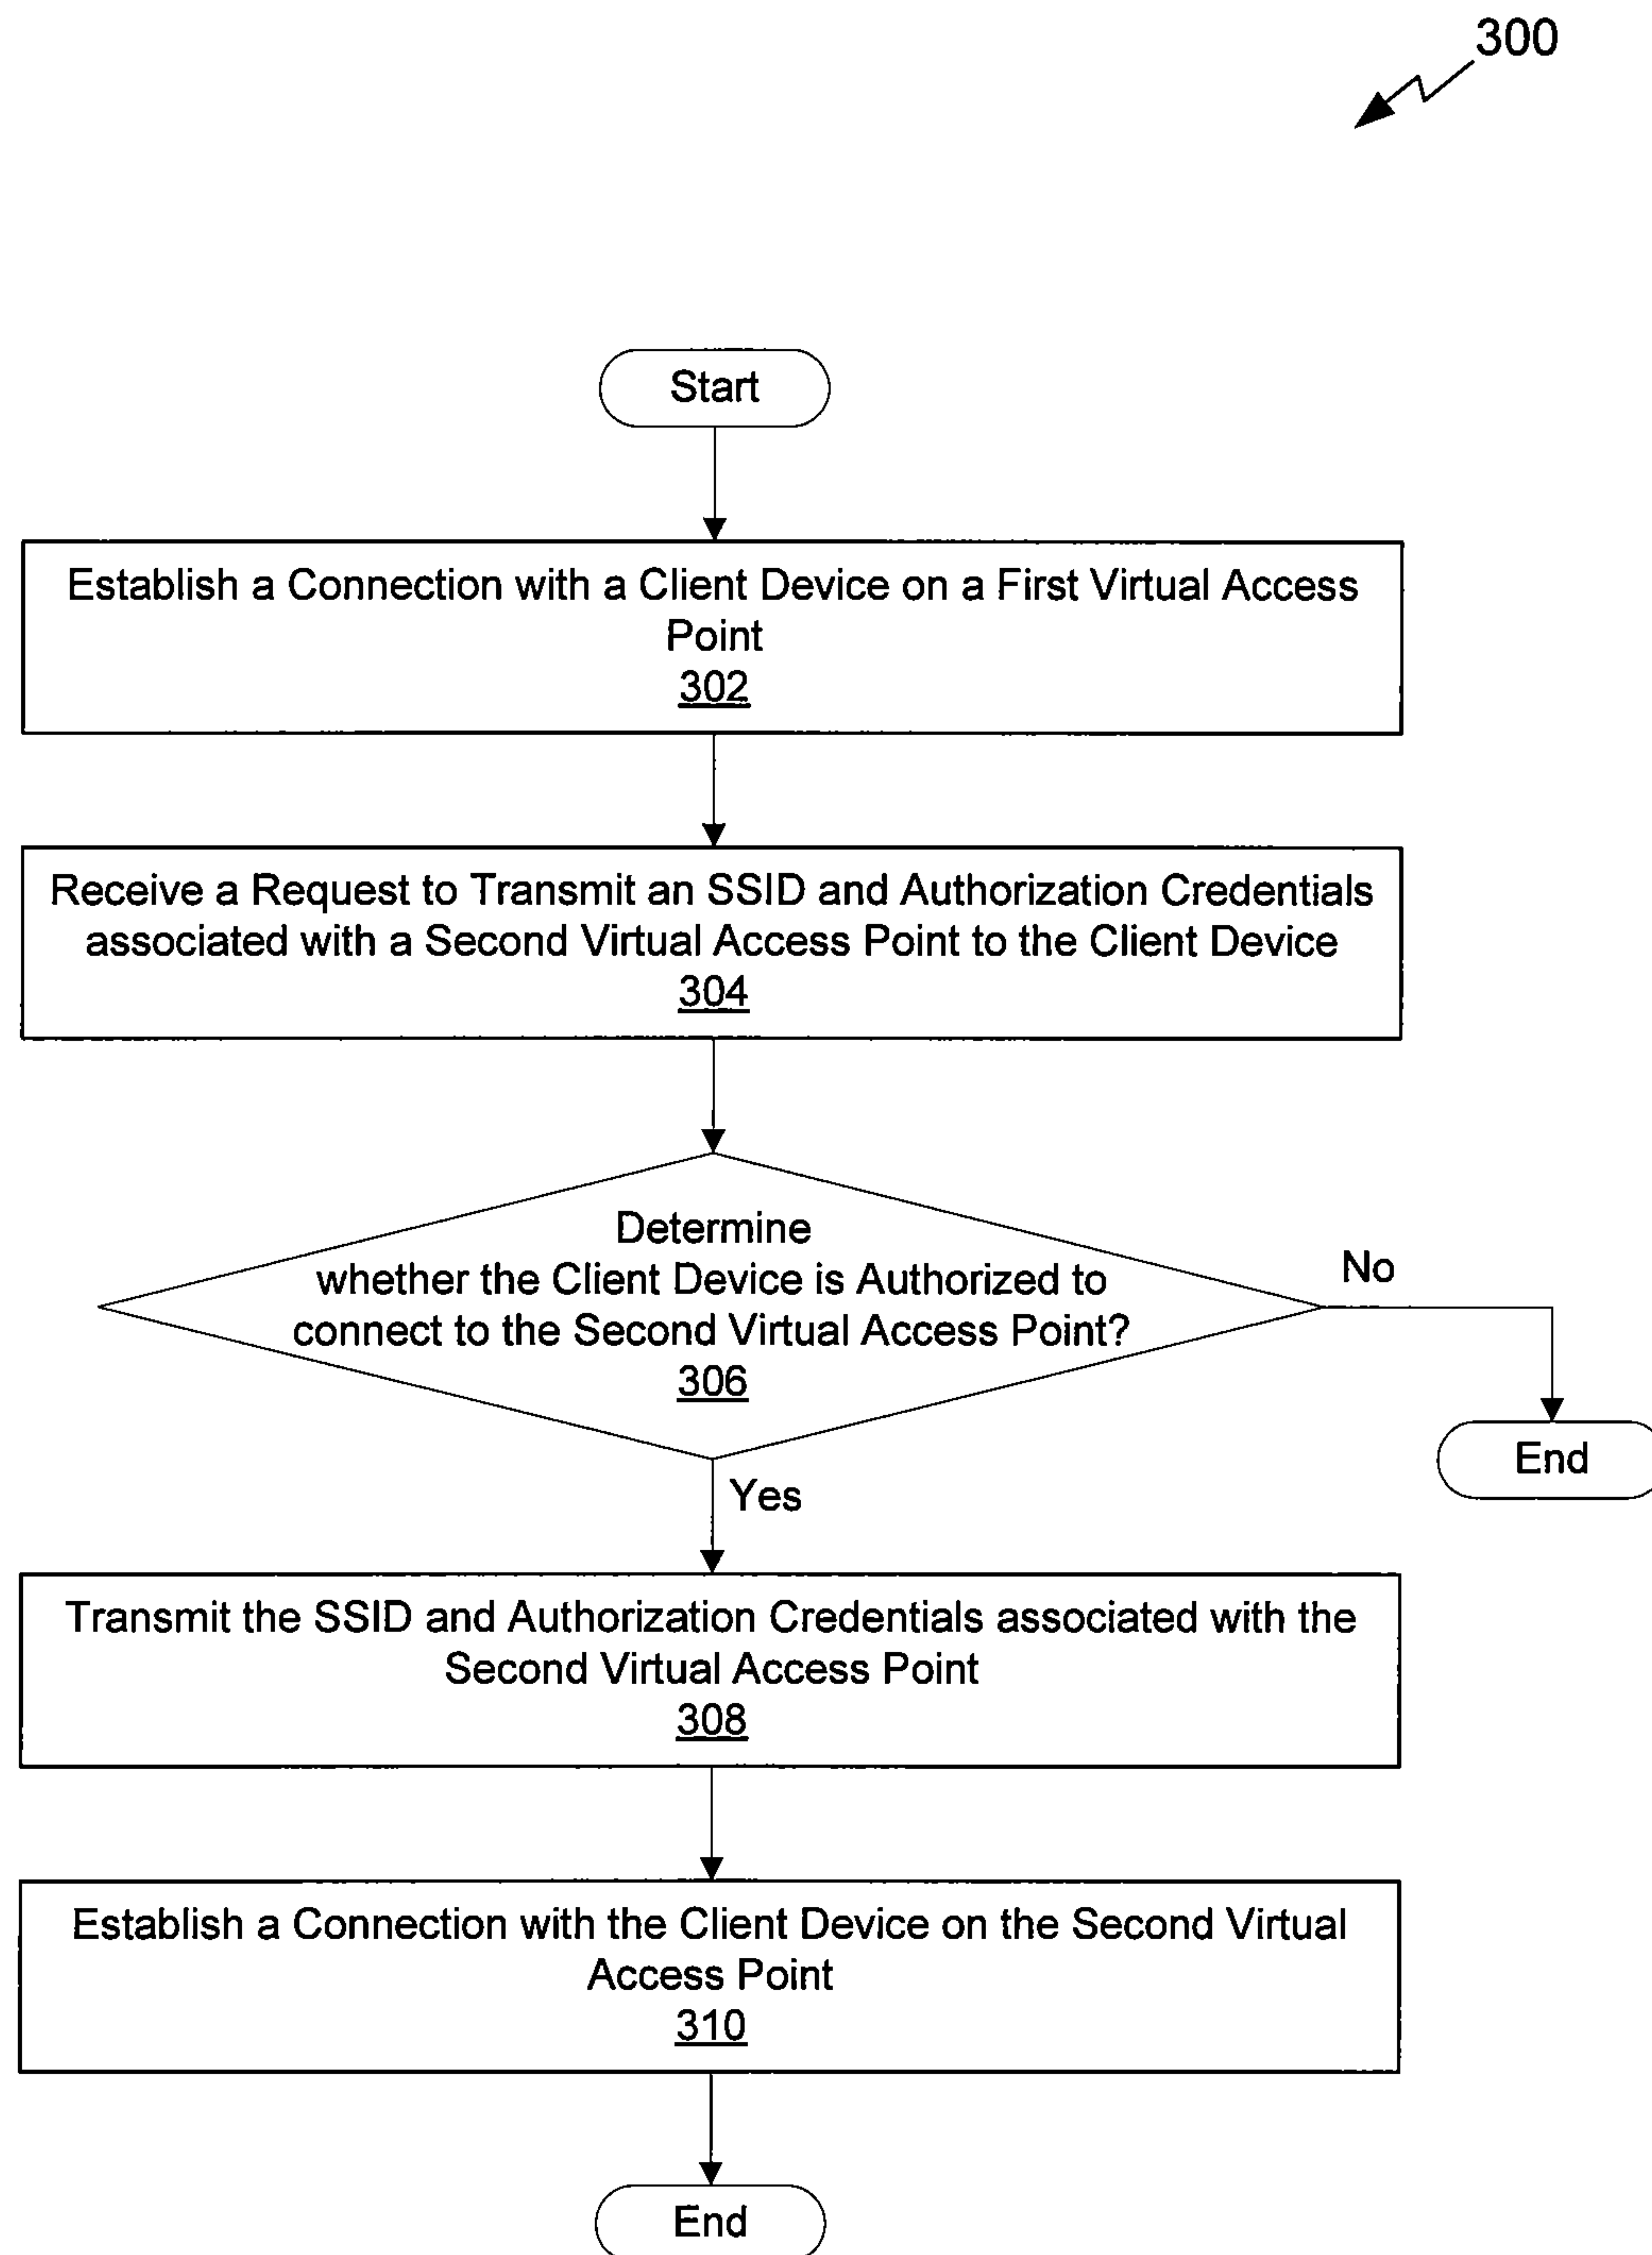 300
Start
Establish a Connection with a Client Device on a First Virtual Access
Point
302
Receive a Request to Transmit an SSID and Authorization Credentials
associated with a Second Virtual Access Point to the Client Device
304
Determine
whether the Client Device is Authorized to
connect to the Second Virtual Access Point?
306
No
End
Yes
Transmit the SSID and Authorization Credentials associated with the
Second Virtual Access Point
308
Establish a Connection with the Client Device on the Second Virtual
Access Point
310
End